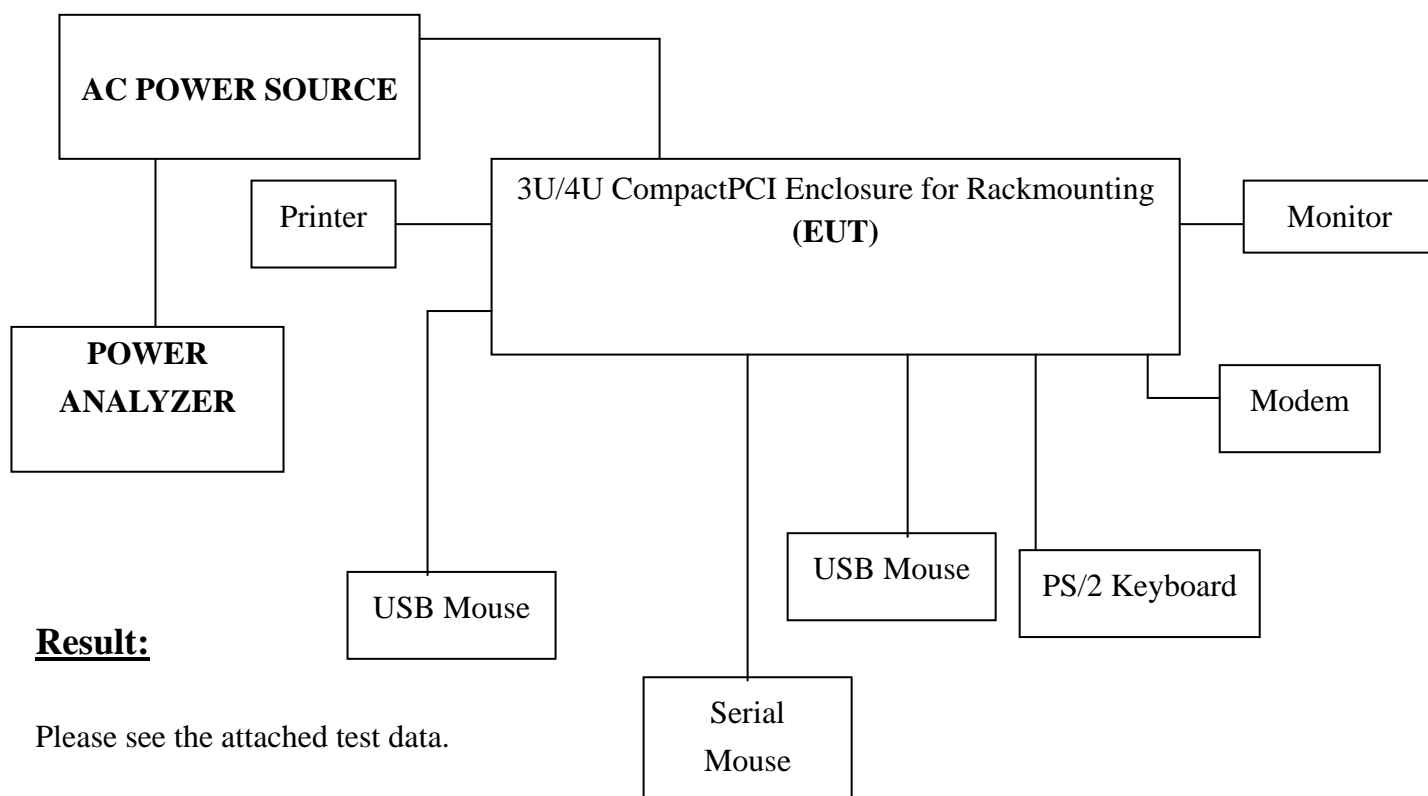 AC POWER SOURCE
3U/4U CompactPCI Enclosure for Rackmounting
(EUT)
Printer
Monitor
POWER
ANALYZER
Modem
USB Mouse
PS/2 Keyboard
USB Mouse
Result:
Serial
Mouse
Please see the attached test data.